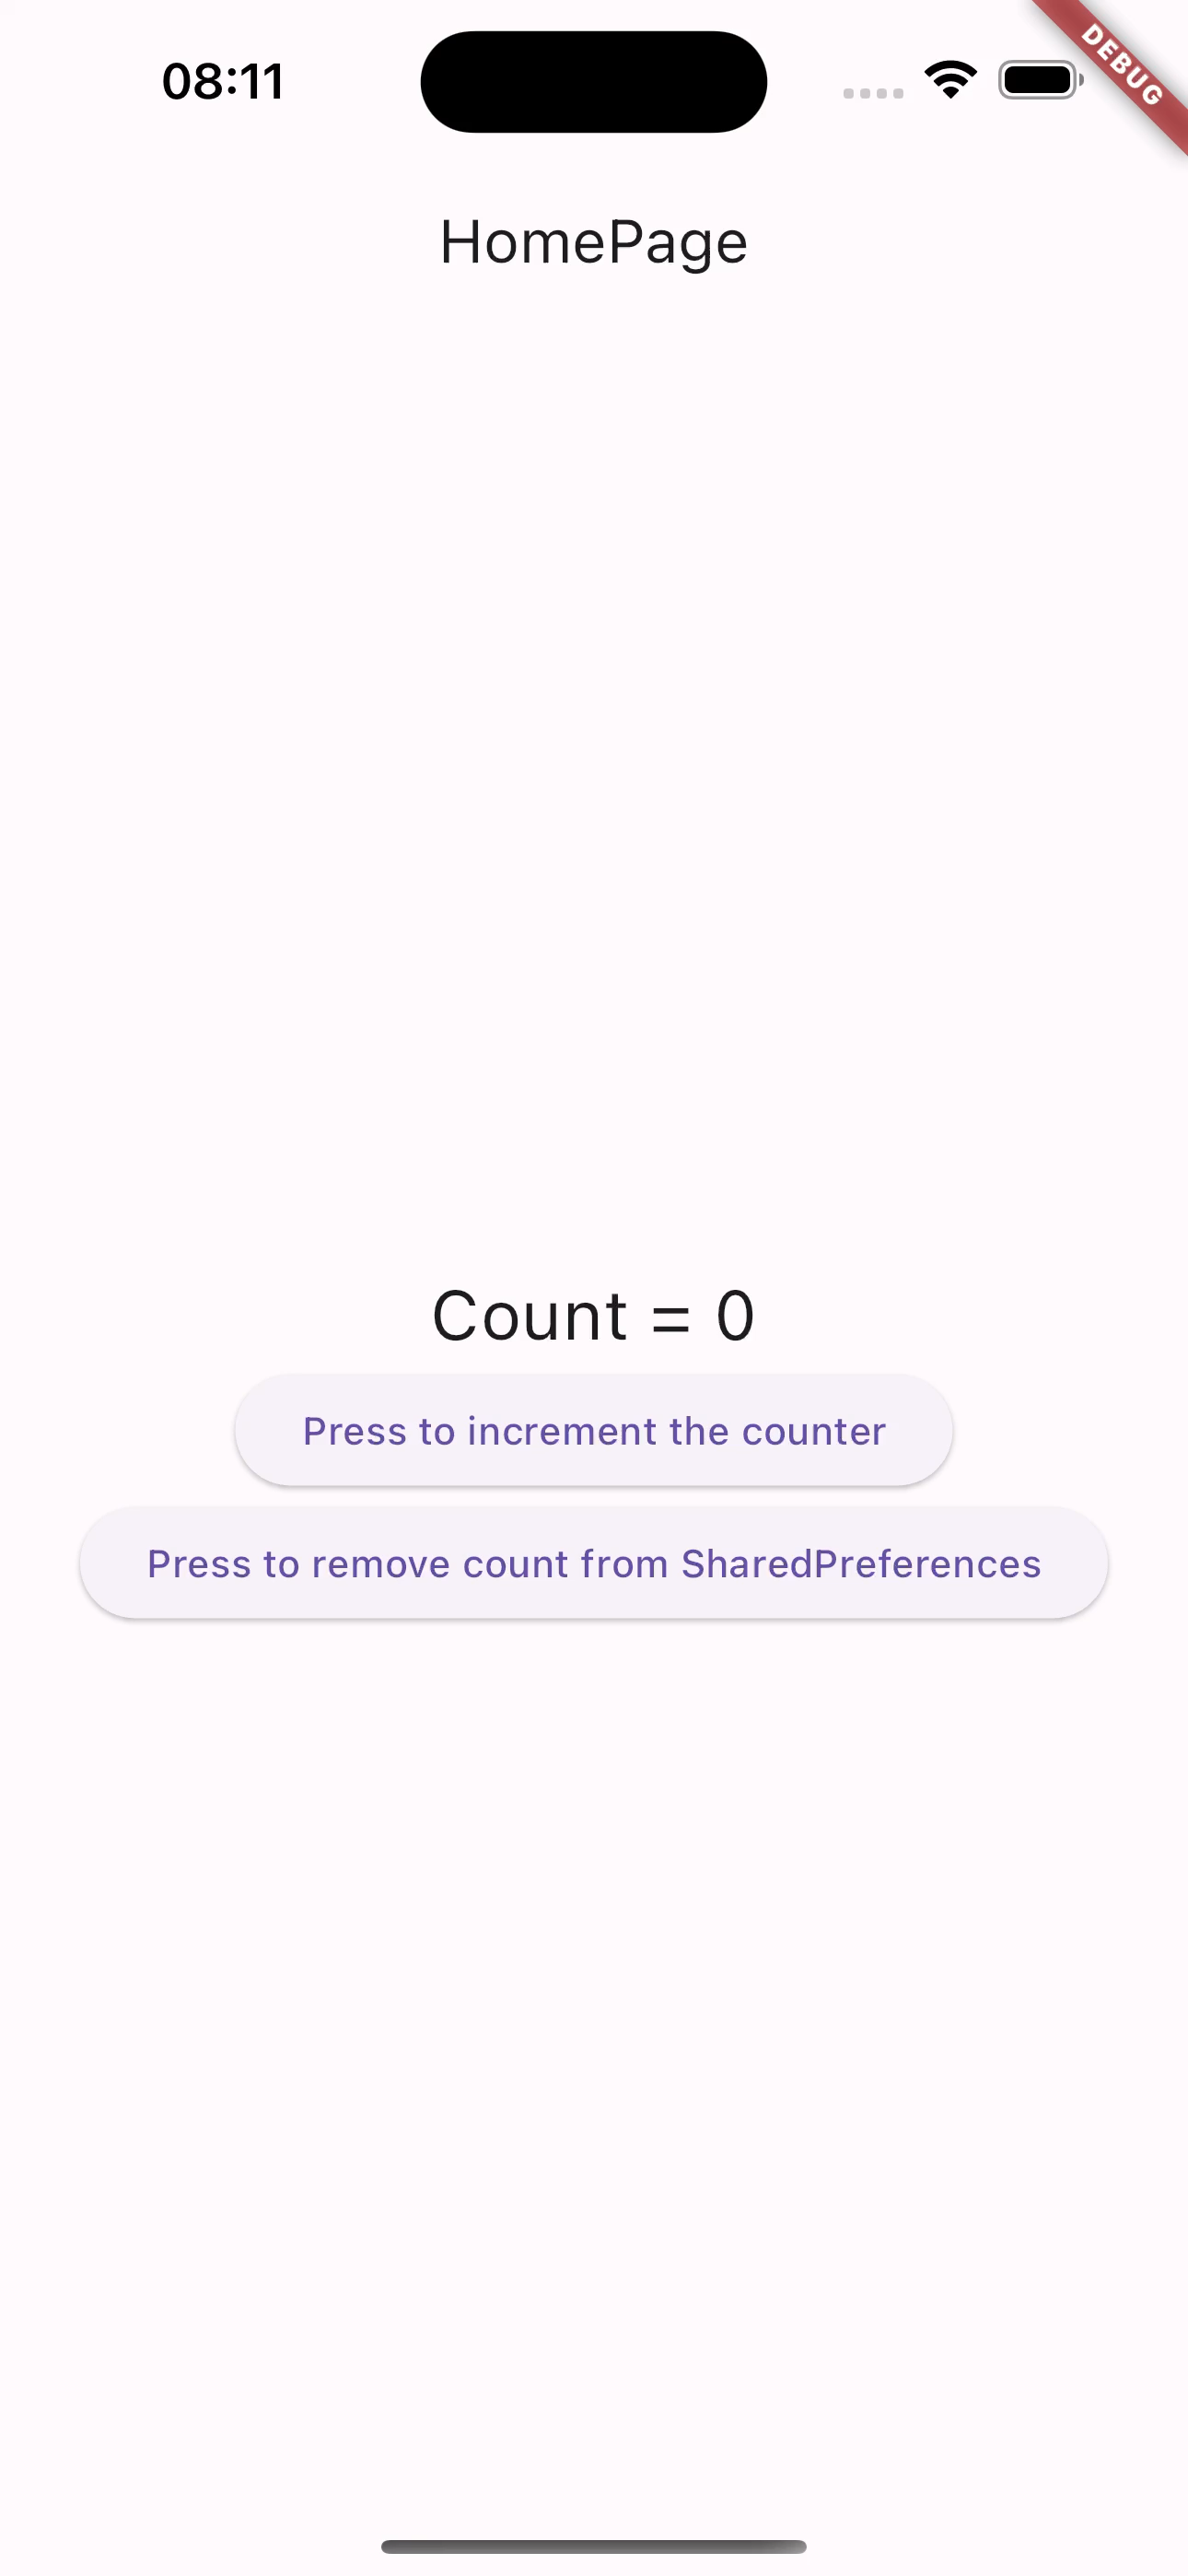 08:11
DEBUG
HomePage
Count = 0
Press to increment the counter
Press to remove count from SharedPreferences